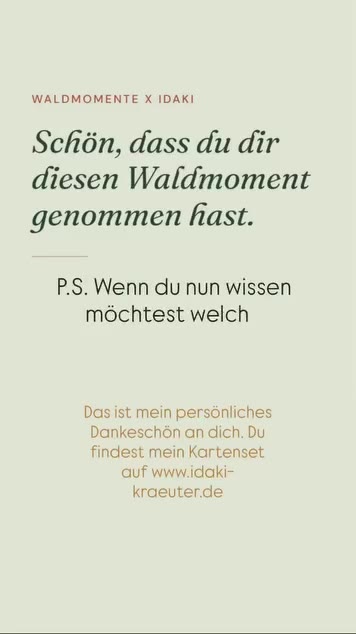 WALDMOMENTE X IDAKI
Schön, dass du dir
diesen Waldmoment
genommen hast.
P.S. Wenn du nun wissen
möchtest welch
Das ist mein persönliches
Dankeschön an dich. Du
findest mein Kartenset
auf www.idaki-
kraeuter.de